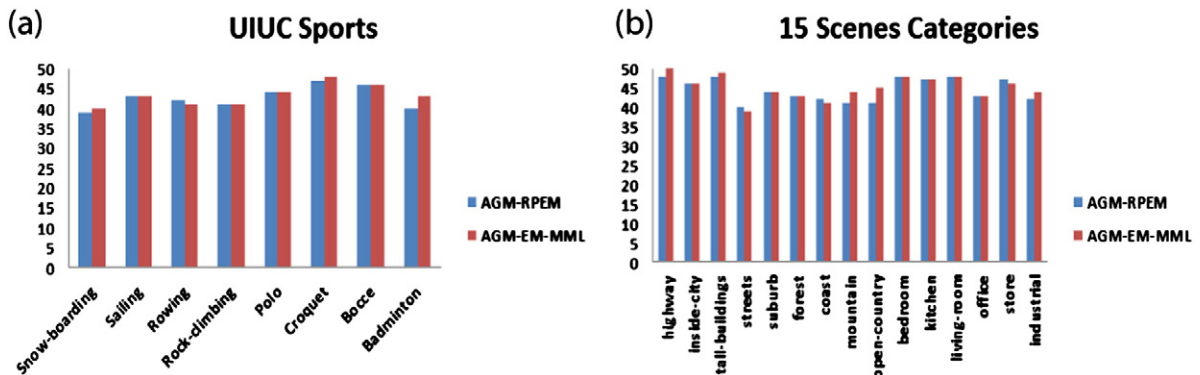 (a)
UIUC Sports
50
45
40
35
30
25
20
15
10
5
0
Snow-boarding
Sailing
Rowing
Rock-climbing
Polo
Croquet
Bocce
Badminton
AGM-RPEM
AGM-EM-MML
(b)
15 Scenes Categories
50
45
40
35
30
25
20
15
10
5
0
highway
inside-city
tall-buildings
streets
suburb
forest
coast
mountain
open-country
bedroom
kitchen
living-room
office
store
industrial
AGM-RPEM
AGM-EM-MML